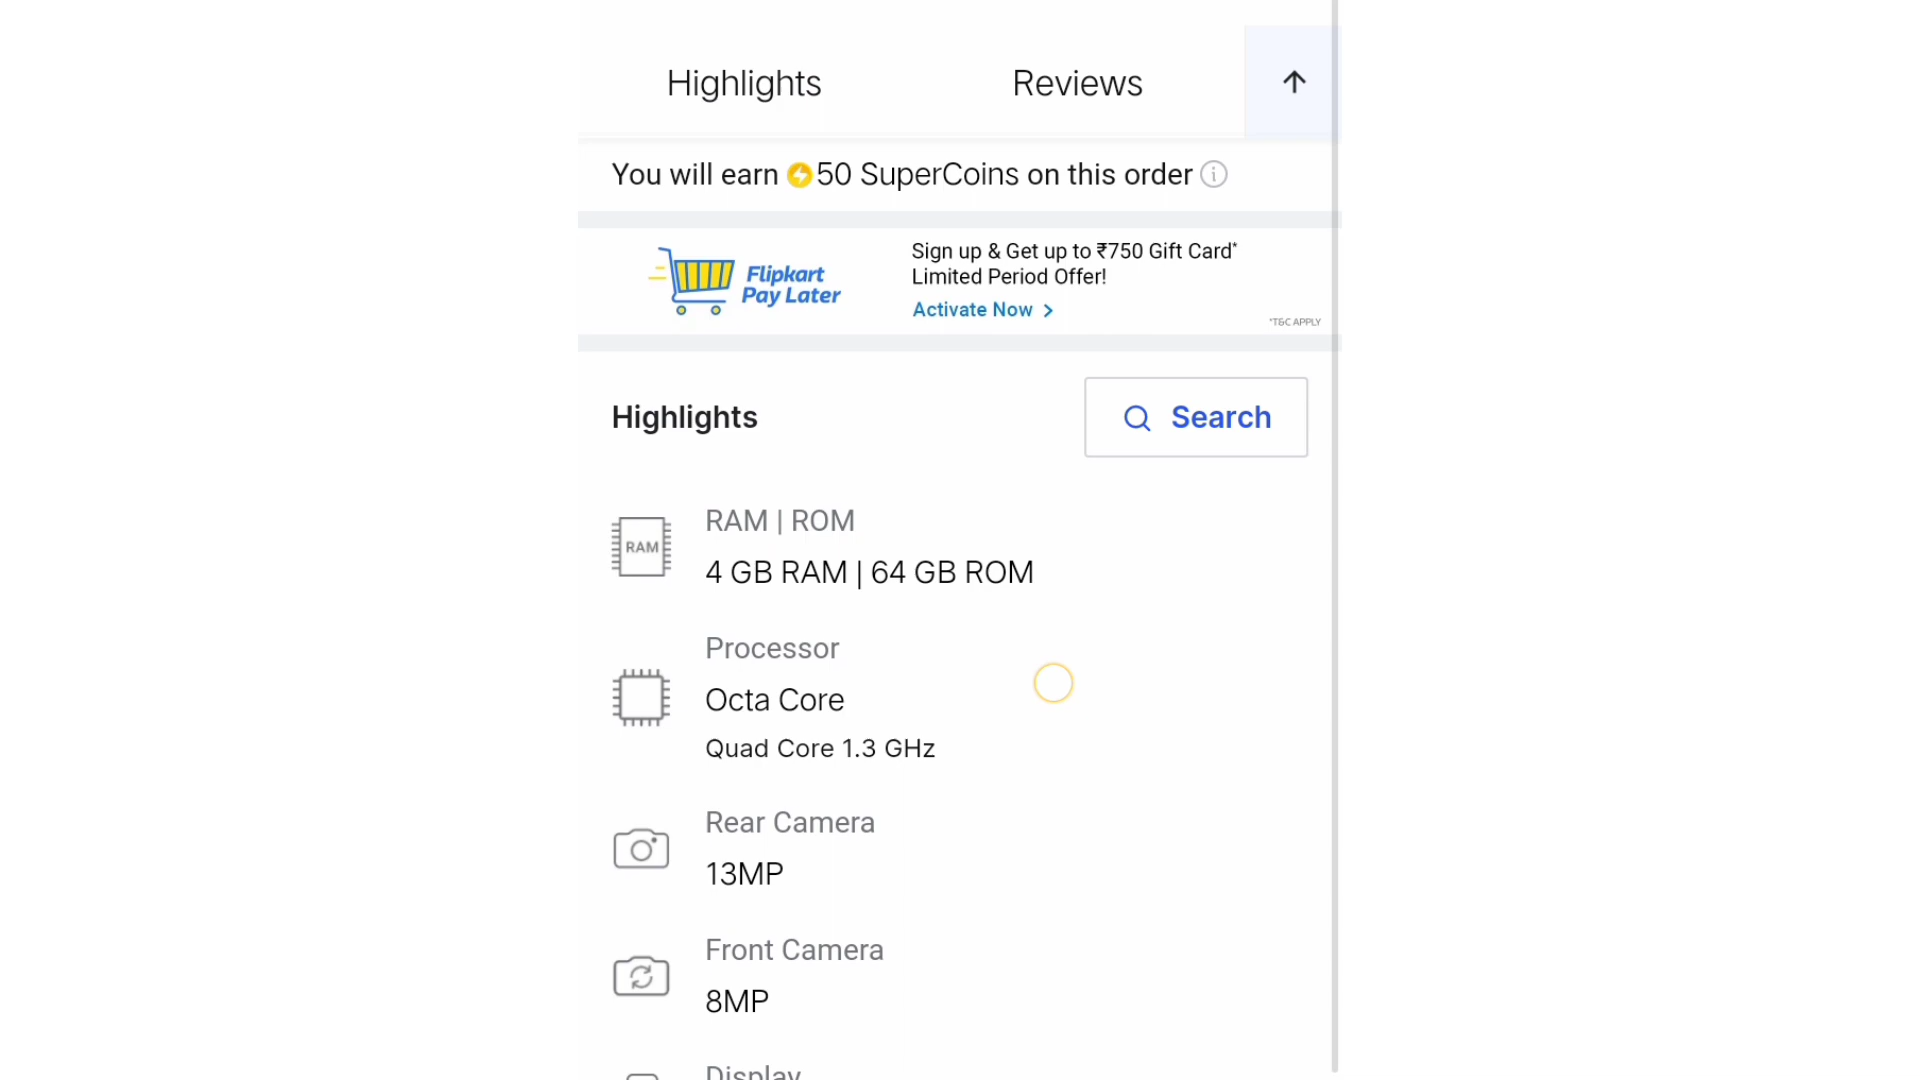 Highlights
Reviews
You will earn 50 SuperCoins on this order
Flipkart
Pay Later
Sign up & Get up to ₹750 Gift Card*
Limited Period Offer!
Activate Now >
*T&C APPLY
Highlights
Search
RAM
RAM | ROM
4 GB RAM | 64 GB ROM
Processor
Octa Core
Quad Core 1.3 GHz
Rear Camera
13MP
Front Camera
8MP
Display